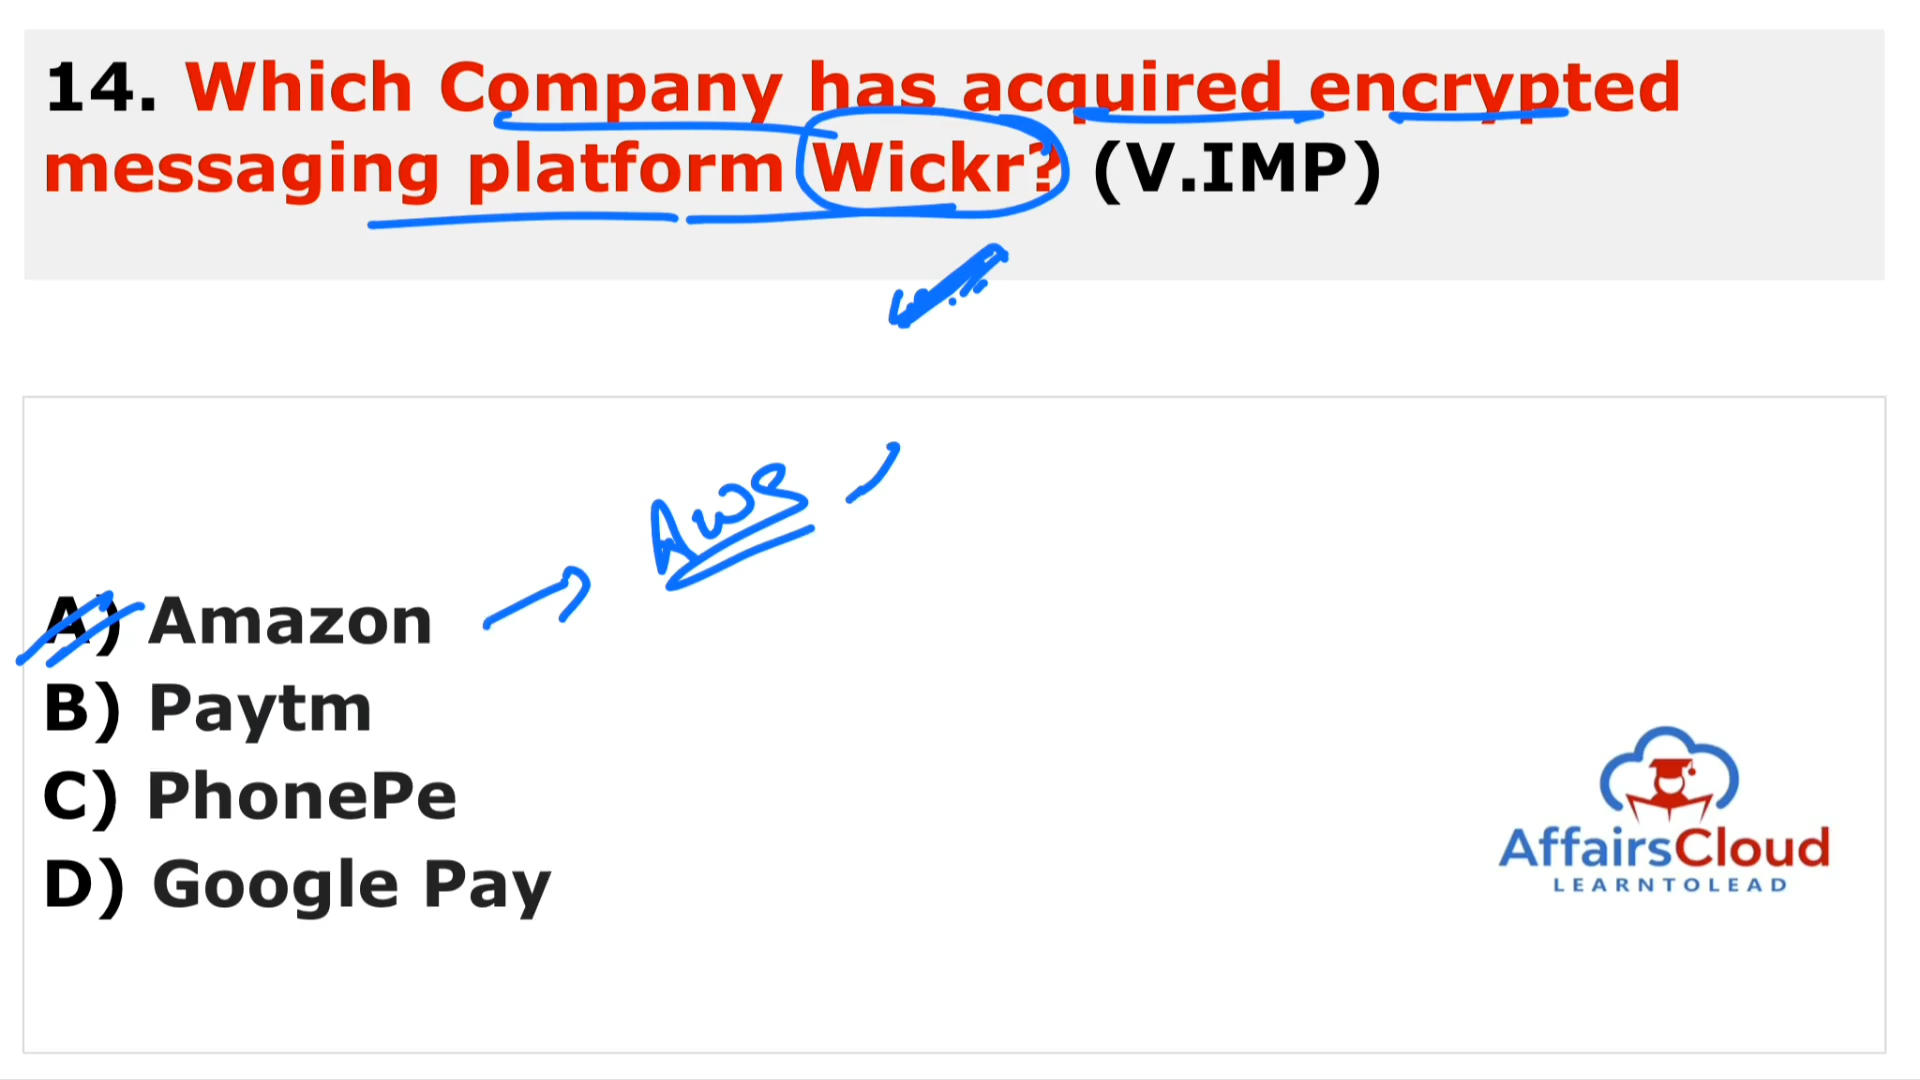 14. Which Company has acquired encrypted
messaging platform Wickr? (V.IMP)
AWS
A) Amazon
B) Paytm
C) PhonePe
D) Google Pay
AffairsCloud
LEARNTOLEAD